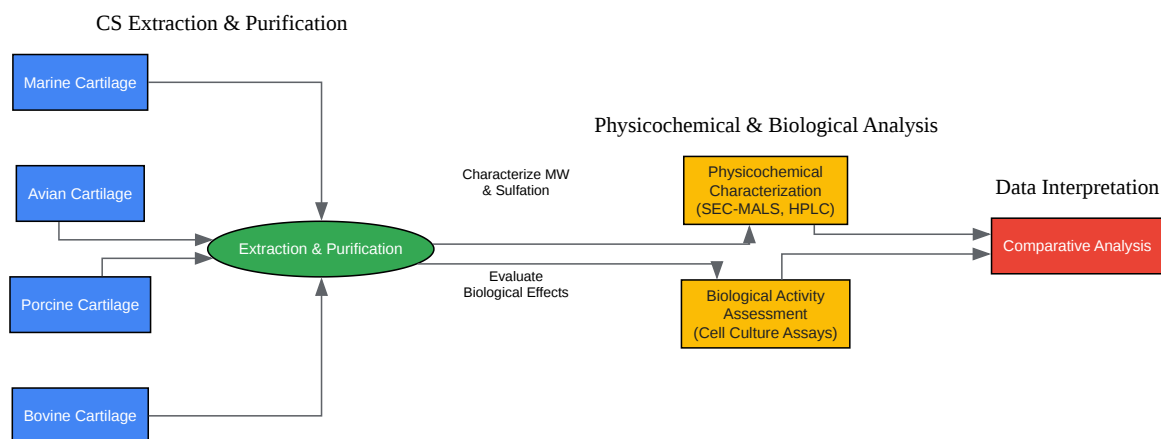 CS Extraction & Purification
Marine Cartilage
Avian Cartilage
Porcine Cartilage
Bovine Cartilage
Extraction & Purification
Characterize MW
& Sulfation
Evaluate
Biological Effects
Physicochemical & Biological Analysis
Physicochemical
Characterization
(SEC-MALS, HPLC)
Biological Activity
Assessment
(Cell Culture Assays)
Data Interpretation
Comparative Analysis